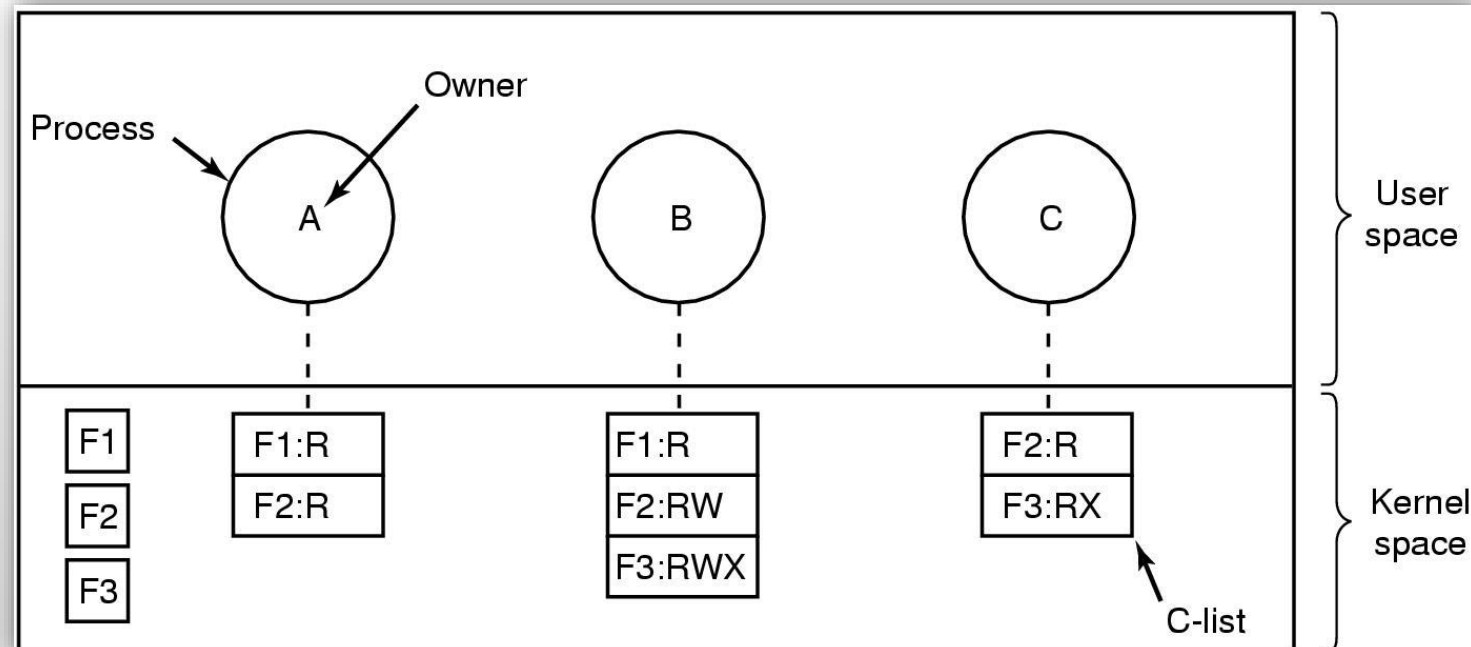 Owner
Process
A
B
C
User
space
F1
F2
F3
F1:R
F2:R
F1:R
F2:RW
F3:RWX
F2:R
F3:RX
C-list
Kernel
space